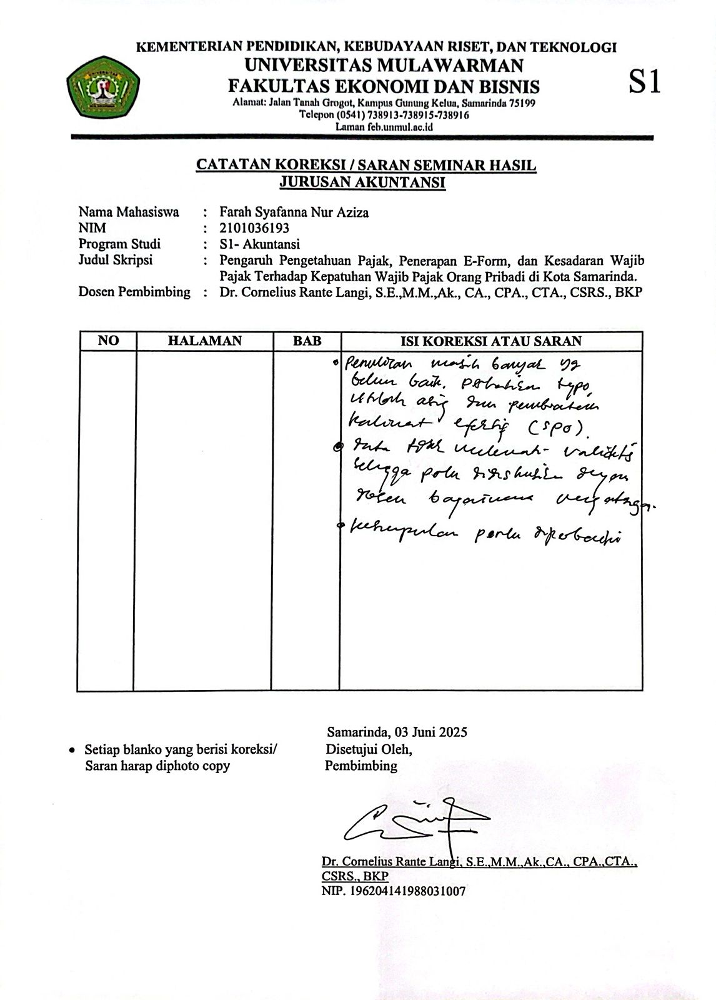 KEMENTERIAN PENDIDIKAN, KEBUDAYAAN RISET, DAN TEKNOLOGI
UNIVERSITAS MULAWARMAN
FAKULTAS EKONOMI DAN BISNIS
S1
Alamat: Jalan Tanah Grogot, Kampus Gunung Kelua, Samarinda 75199
Telepon (0541) 738913-738915-738916
Laman feb.unmul.ac.id
CATATAN KOREKSI / SARAN SEMINAR HASIL
JURUSAN AKUNTANSI
Nama Mahasiswa : Farah Syafanna Nur Aziza
NIM : 2101036193
Program Studi : S1- Akuntansi
Judul Skripsi : Pengaruh Pengetahuan Pajak, Penerapan E-Form, dan Kesadaran Wajib
Pajak Terhadap Kepatuhan Wajib Pajak Orang Pribadi di Kota Samarinda.
Dosen Pembimbing : Dr. Cornelius Rante Langi, S.E.,M.M.,Ak., CA., CPA., CTA., CSRS., BKP
NO HALAMAN BAB ISI KOREKSI ATAU SARAN
• Penulisan masih banyak yg
belum baik. Perhatikan typo,
istilah asing dan pembuatan
kalimat efektif (SPO).
• data tidak validitas
sehingga perlu didiskusikan dengan
dosen bagaimana
• kesimpulan perlu diperbaiki
Samarinda, 03 Juni 2025
• Setiap blanko yang berisi koreksi/ Disetujui Oleh,
Saran harap diphoto copy Pembimbing
Dr. Cornelius Rante Langi, S.E.,M.M.,Ak.,CA., CPA.,CTA.,
CSRS., BKP
NIP. 196204141988031007